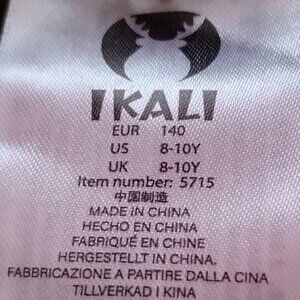 IKALI
EUR 140
US 8-10Y
UK 8-10Y
Item number: 5715
中国制造
MADE IN CHINA
HECHO EN CHINA
FABRIQUÉ EN CHINE
HERGESTELLT IN CHINA.
FABBRICAZIONE A PARTIRE DALLA CINA
TILLVERKAD I KINA